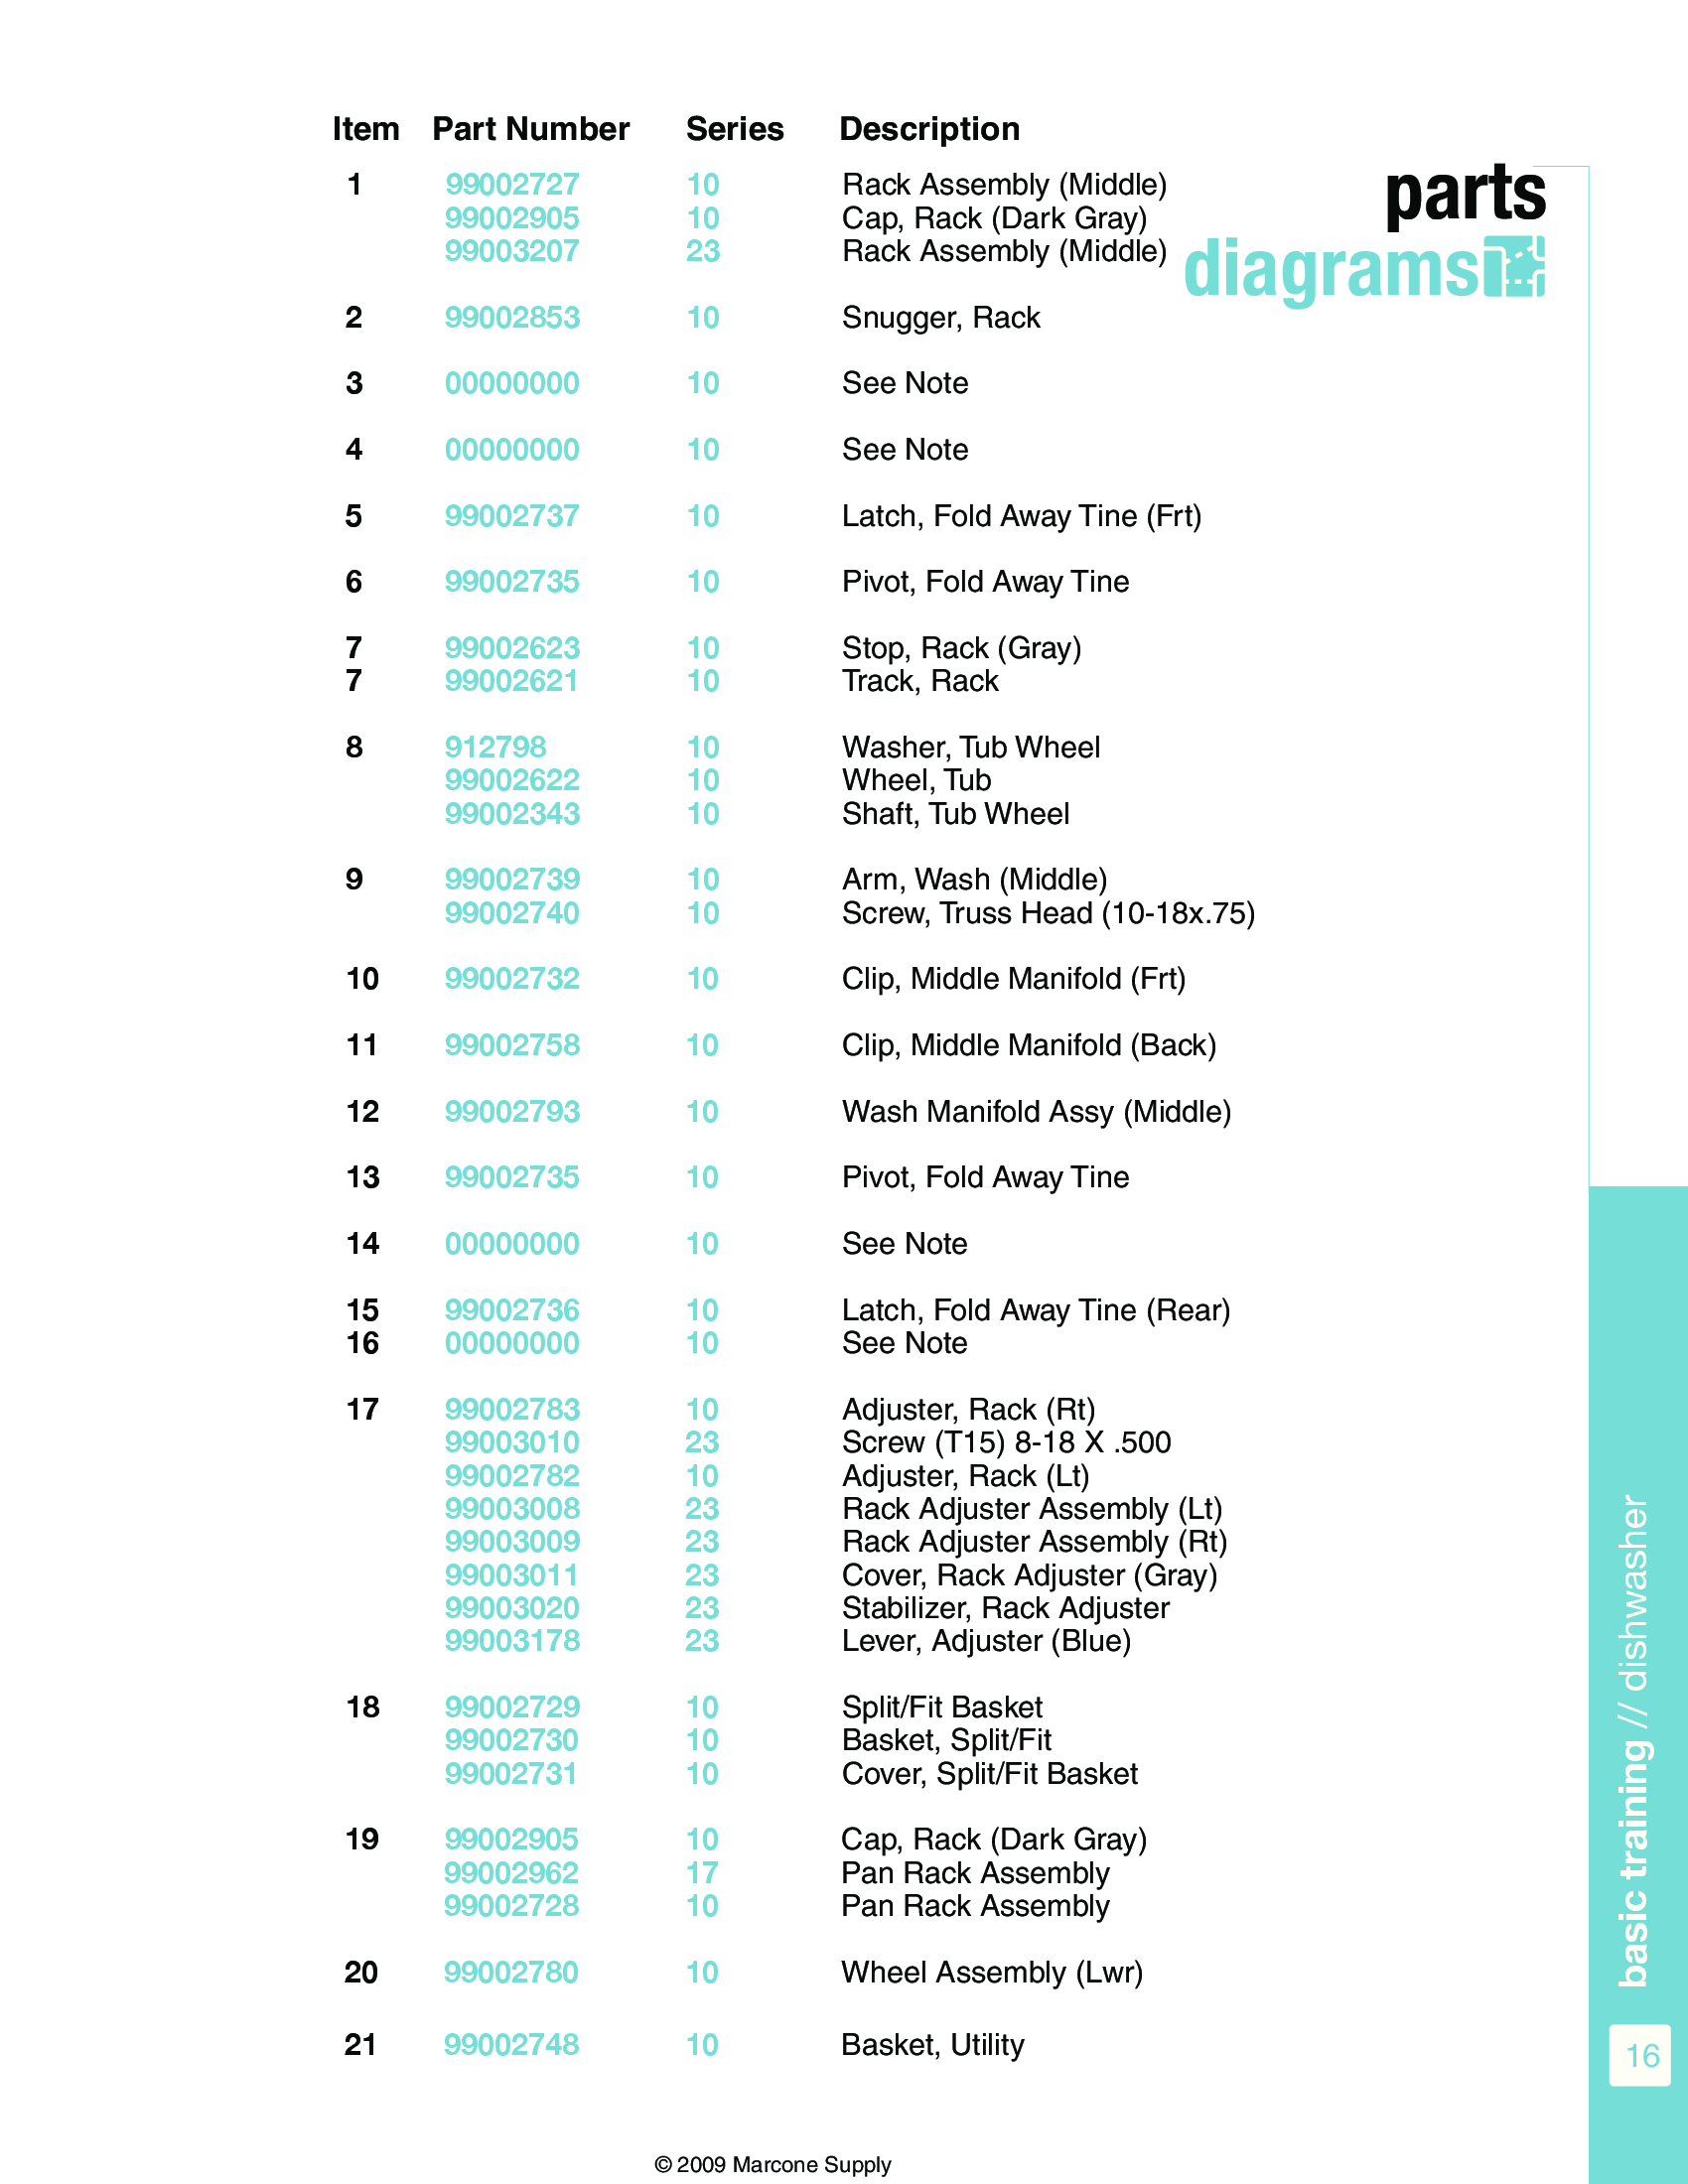 Item Part Number Series Description
parts
diagrams
1 99002727 10 Rack Assembly (Middle)
99002905 10 Cap, Rack (Dark Gray)
99003207 23 Rack Assembly (Middle)
2 99002853 10 Snugger, Rack
3 00000000 10 See Note
4 00000000 10 See Note
5 99002737 10 Latch, Fold Away Tine (Frt)
6 99002735 10 Pivot, Fold Away Tine
7 99002623 10 Stop, Rack (Gray)
7 99002621 10 Track, Rack
8 912798 10 Washer, Tub Wheel
99002622 10 Wheel, Tub
99002343 10 Shaft, Tub Wheel
9 99002739 10 Arm, Wash (Middle)
99002740 10 Screw, Truss Head (10-18x.75)
10 99002732 10 Clip, Middle Manifold (Frt)
11 99002758 10 Clip, Middle Manifold (Back)
12 99002793 10 Wash Manifold Assy (Middle)
13 99002735 10 Pivot, Fold Away Tine
14 00000000 10 See Note
15 99002736 10 Latch, Fold Away Tine (Rear)
16 00000000 10 See Note
17 99002783 10 Adjuster, Rack (Rt)
99003010 23 Screw (T15) 8-18 X .500
99002782 10 Adjuster, Rack (Lt)
99003008 23 Rack Adjuster Assembly (Lt)
99003009 23 Rack Adjuster Assembly (Rt)
99003011 23 Cover, Rack Adjuster (Gray)
99003020 23 Stabilizer, Rack Adjuster
99003178 23 Lever, Adjuster (Blue)
18 99002729 10 Split/Fit Basket
99002730 10 Basket, Split/Fit
99002731 10 Cover, Split/Fit Basket
19 99002905 10 Cap, Rack (Dark Gray)
99002962 17 Pan Rack Assembly
99002728 10 Pan Rack Assembly
20 99002780 10 Wheel Assembly (Lwr)
21 99002748 10 Basket, Utility
basic training // dishwasher
16
© 2009 Marcone Supply